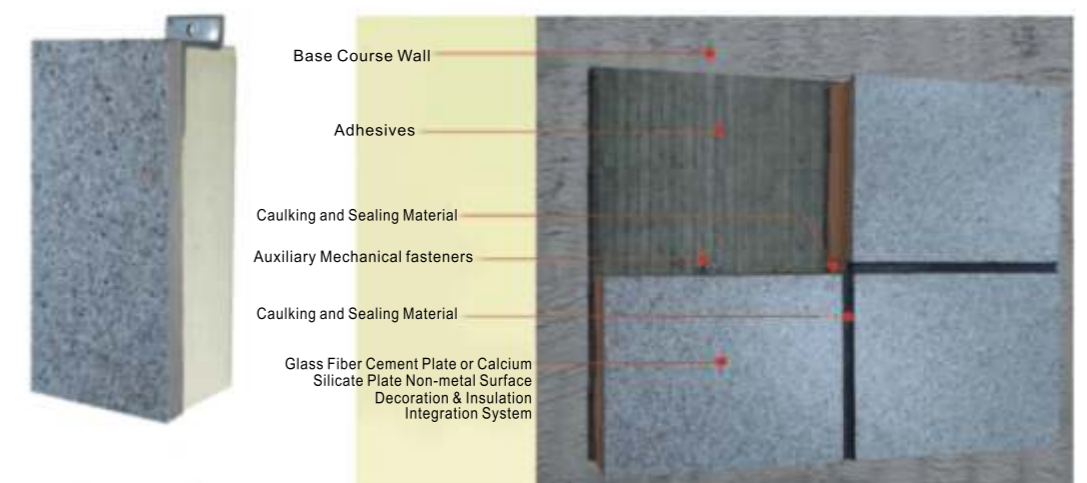 Base Course Wall
Adhesives
Caulking and Sealing Material
Auxiliary Mechanical fasteners
Caulking and Sealing Material
Glass Fiber Cement Plate or Calcium
Silicate Plate Non-metal Surface
Decoration & Insulation
Integration System